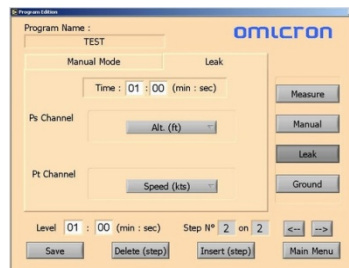 Program Edition
Program Name :
TEST
omicron
Manual Mode Leak
Time : 01 : 00 (min : sec)
Measure
Ps Channel
Alt. (ft)
Manual
Leak
Pt Channel
Speed (kts)
Ground
Level 01 : 00 (min : sec) Step N° 2 on 2 <-- -->
Save Delete (step) Insert (step) Main Menu